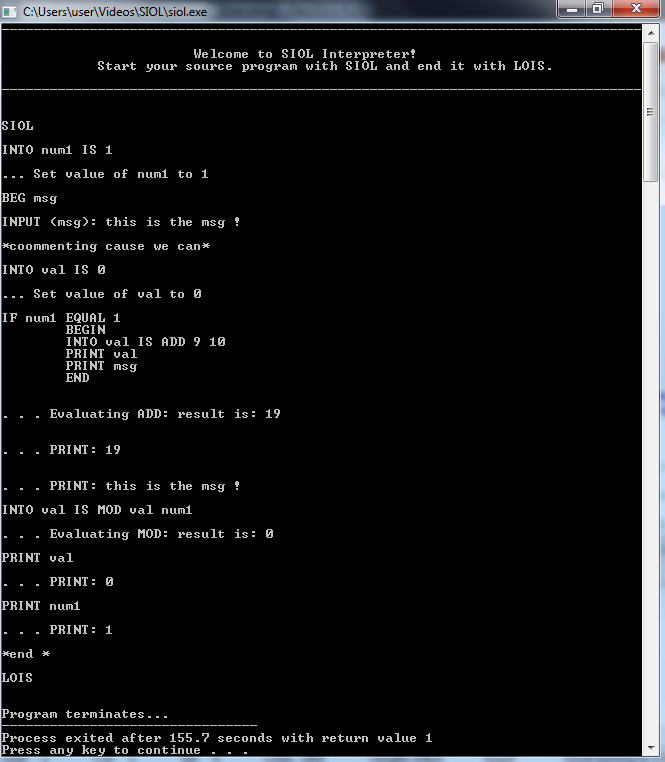 C:\Users\user\Videos\SIOL\siol.exe
--------------------------------------------------------------------------------
Welcome to SIOL Interpreter!
Start your source program with SIOL and end it with LOIS.
--------------------------------------------------------------------------------
SIOL
INTO num1 IS 1
... Set value of num1 to 1
BEG msg
INPUT (msg): this is the msg !
*coommenting cause we can*
INTO val IS 0
... Set value of val to 0
IF num1 EQUAL 1
BEGIN
INTO val IS ADD 9 10
PRINT val
PRINT msg
END
. . . Evaluating ADD: result is: 19
. . . PRINT: 19
. . . PRINT: this is the msg !
INTO val IS MOD val num1
. . . Evaluating MOD: result is: 0
PRINT val
. . . PRINT: 0
PRINT num1
. . . PRINT: 1
*end *
LOIS
Program terminates...
--------------------------------
Process exited after 155.7 seconds with return value 1
Press any key to continue . . .